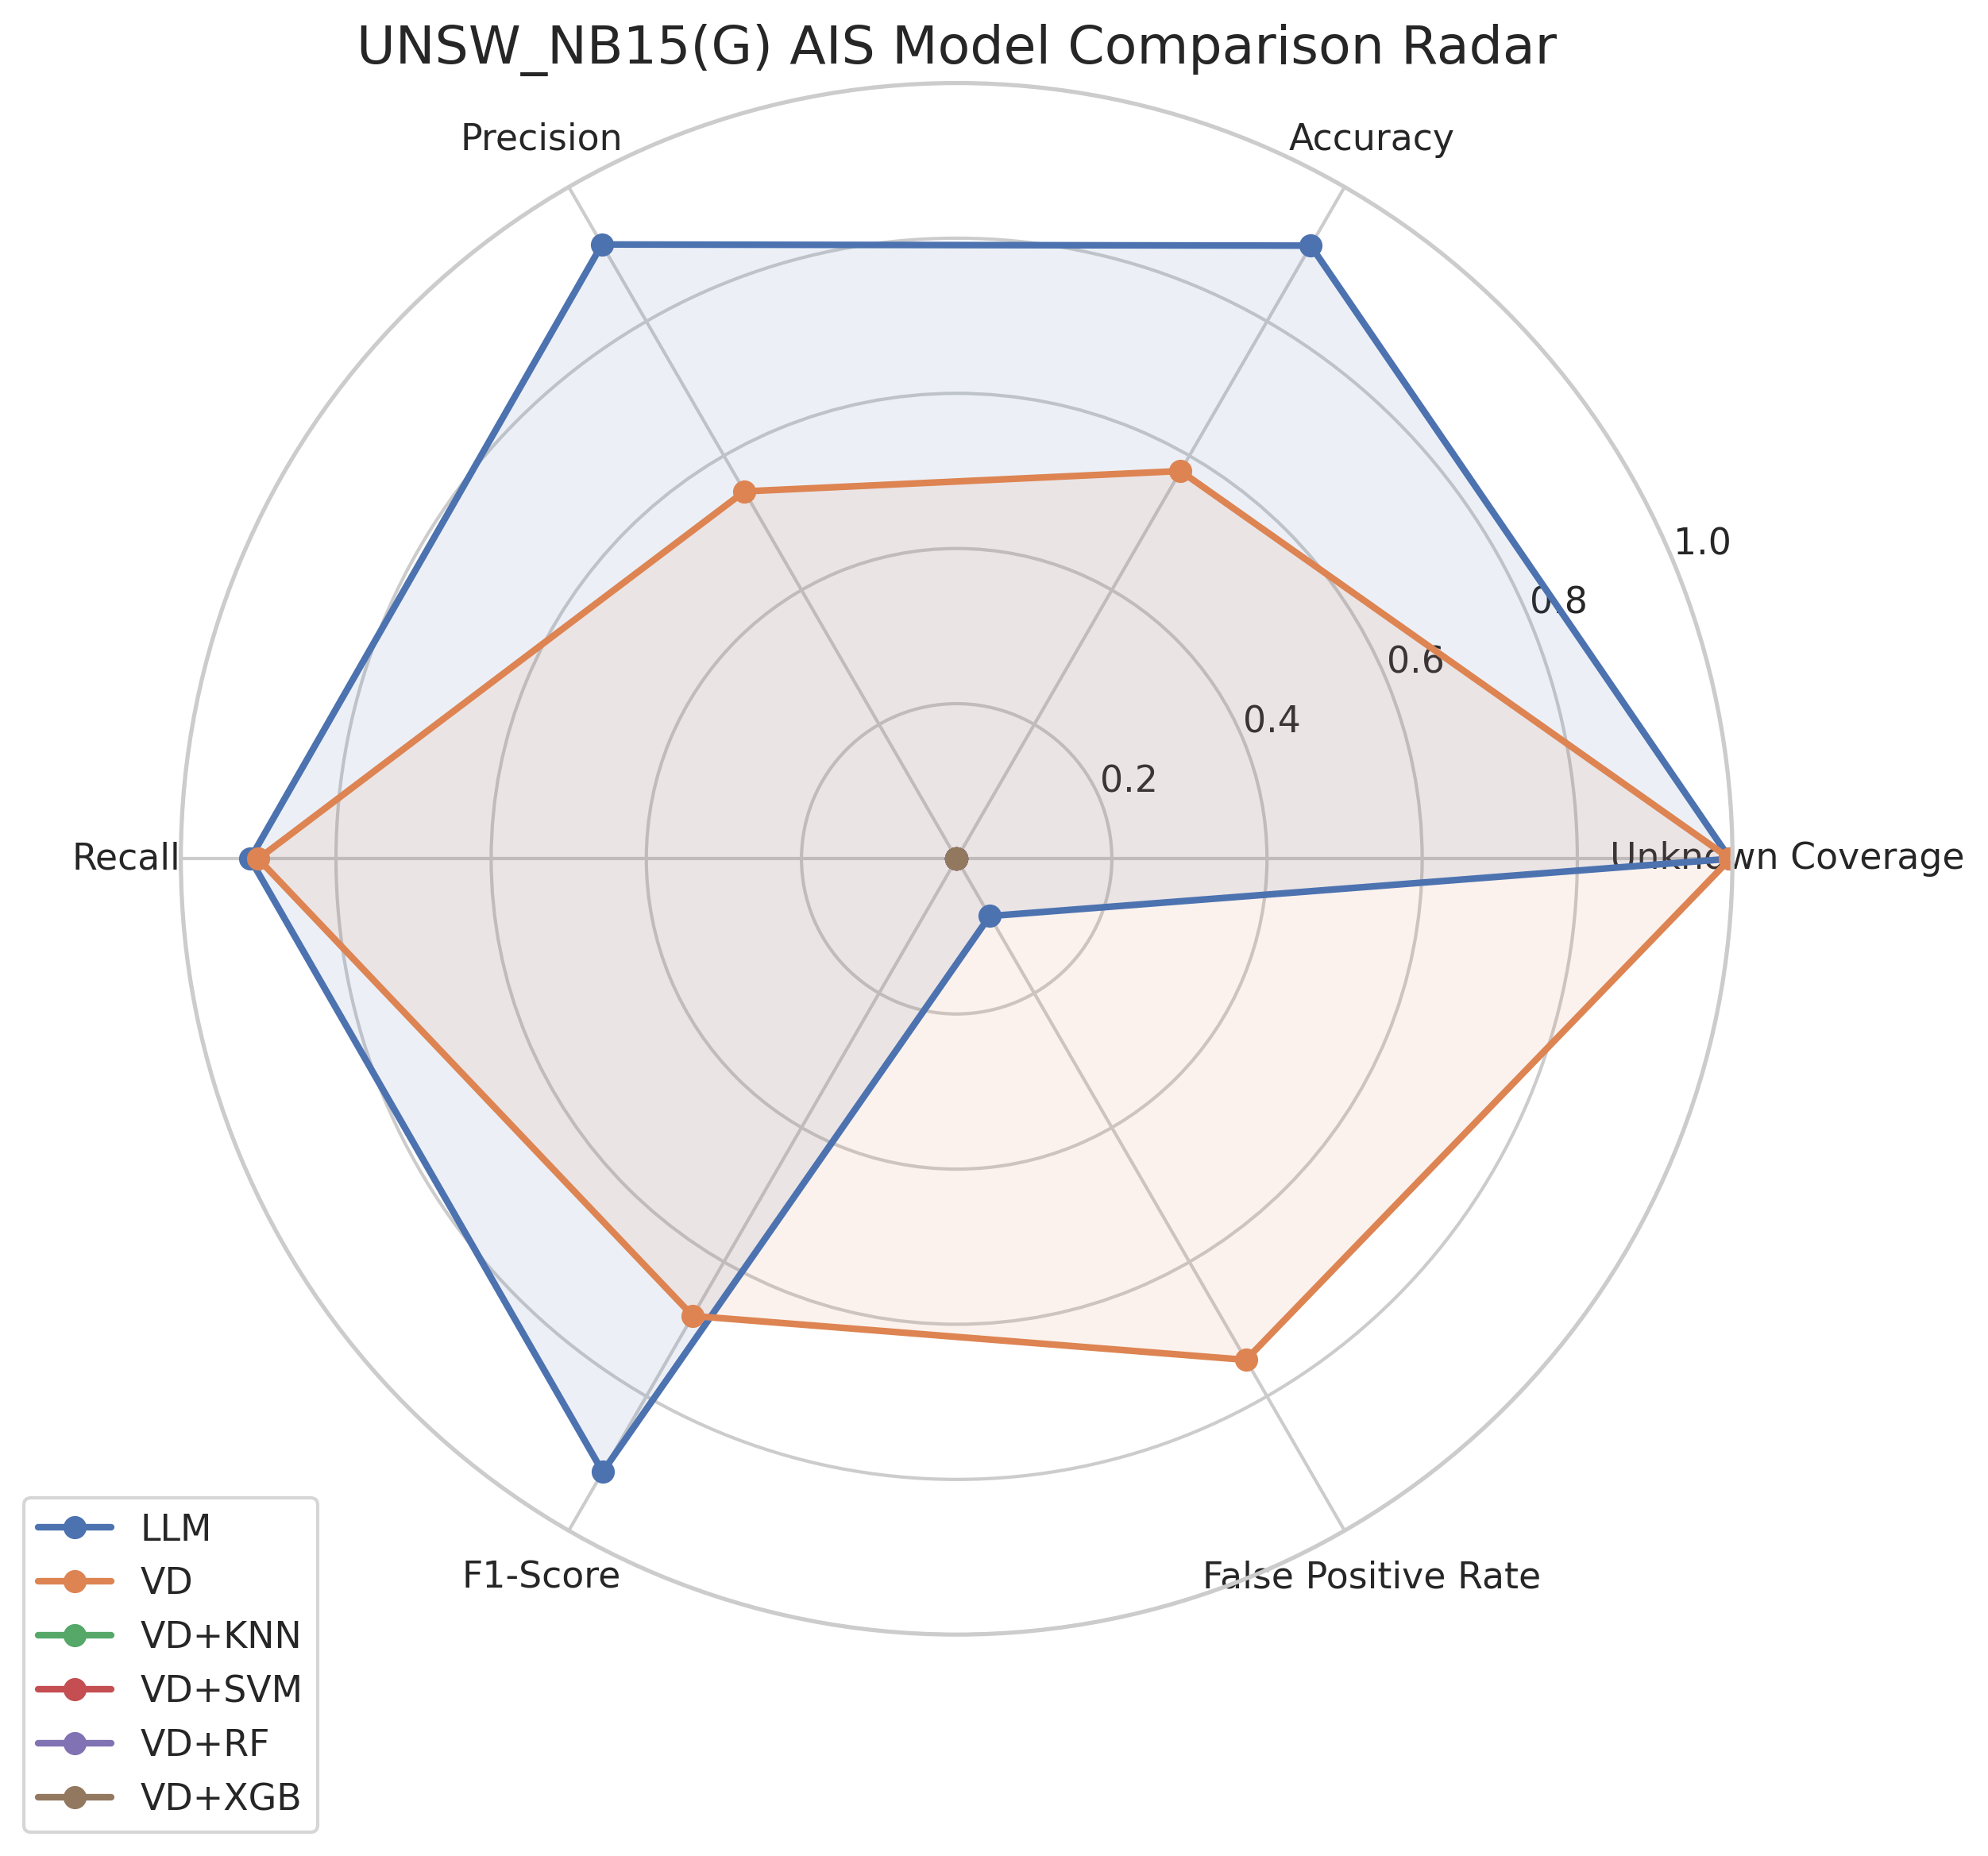 UNSW_NB15(G) AIS Model Comparison Radar
Precision
Accuracy
1.0
0.8
0.6
0.4
0.2
Recall
Unknown Coverage
F1-Score
False Positive Rate
LLM
VD
VD+KNN
VD+SVM
VD+RF
VD+XGB